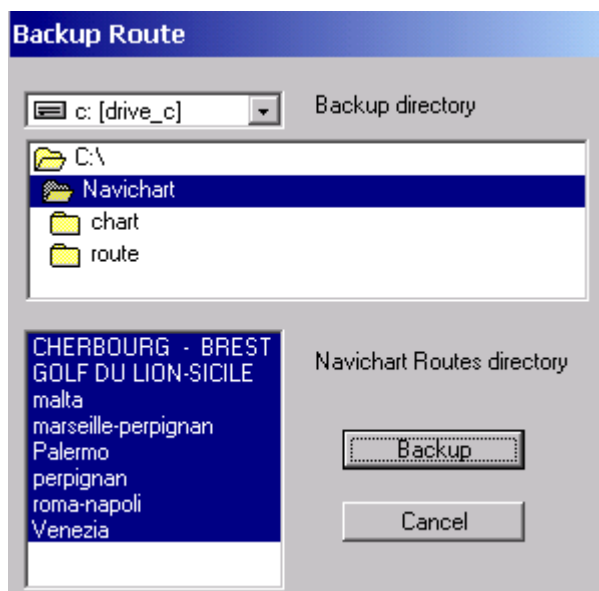 Backup Route
c: [drive_c]
Backup directory
C:\
Navichart
chart
route
CHERBOURG - BREST
GOLF DU LION-SICILE
malta
marseille-perpignan
Palermo
perpignan
roma-napoli
Venezia
Navichart Routes directory
Backup
Cancel